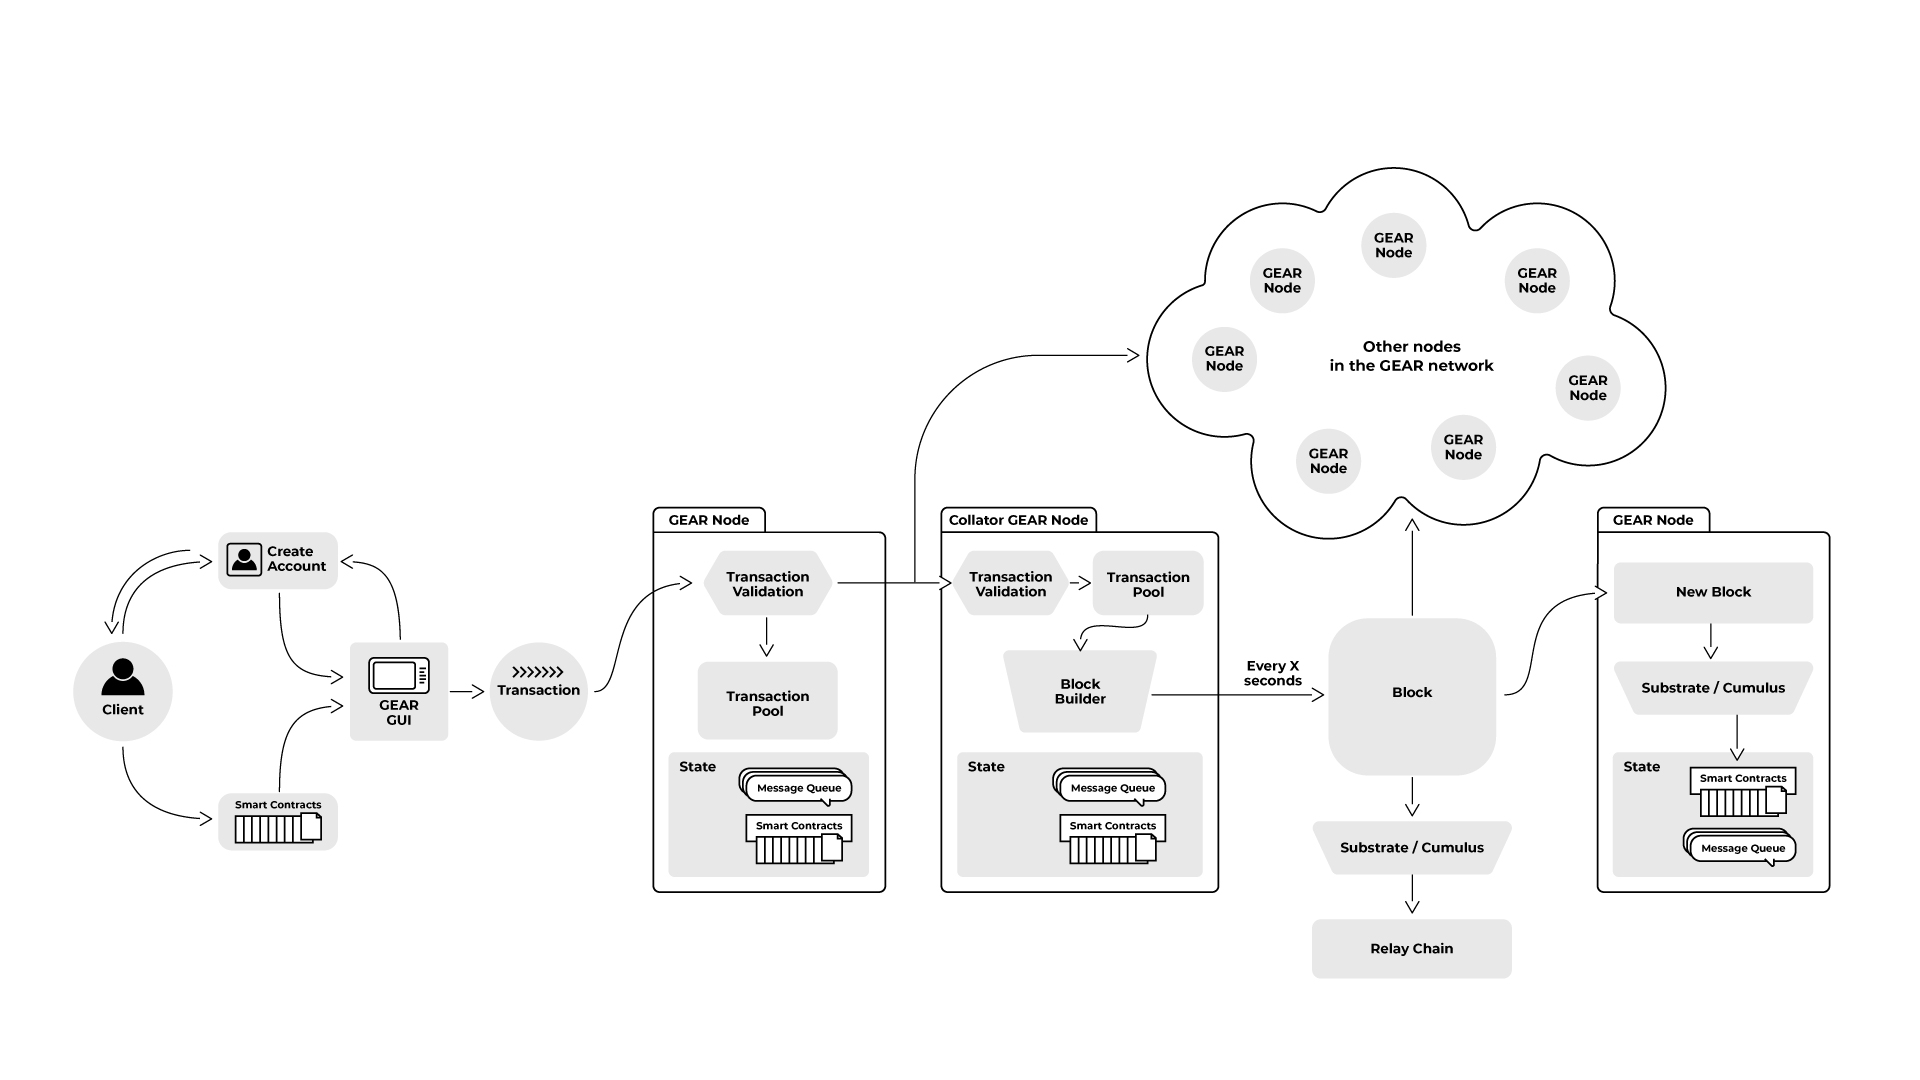 Create
Account
Client
Smart Contracts
GEAR
GUI
Transaction
GEAR Node
Transaction
Validation
Transaction
Pool
State
Message Queue
Smart Contracts
Collator GEAR Node
Transaction
Validation
Transaction
Pool
Block
Builder
State
Message Queue
Smart Contracts
Every X
seconds
GEAR
Node
GEAR
Node
GEAR
Node
GEAR
Node
Other nodes
in the GEAR network
GEAR
Node
GEAR
Node
GEAR
Node
Block
Substrate / Cumulus
Relay Chain
GEAR Node
New Block
Substrate / Cumulus
State
Smart Contracts
Message Queue